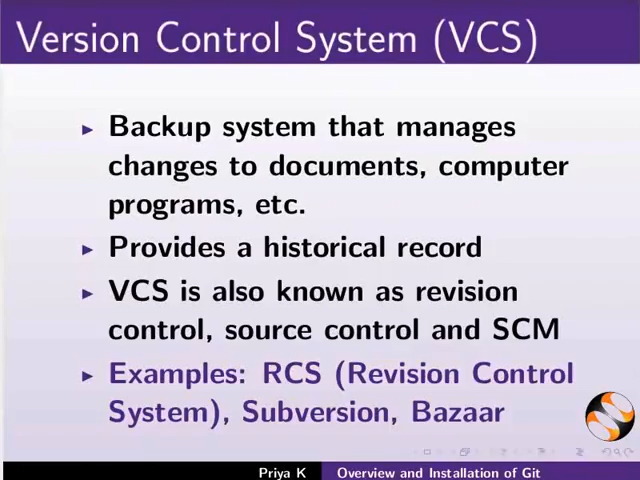 Version Control System (VCS)
Backup system that manages
changes to documents, computer
programs, etc.
Provides a historical record
VCS is also known as revision
control, source control and SCM
Examples: RCS (Revision Control
System), Subversion, Bazaar
Priya K
Overview and Installation of Git